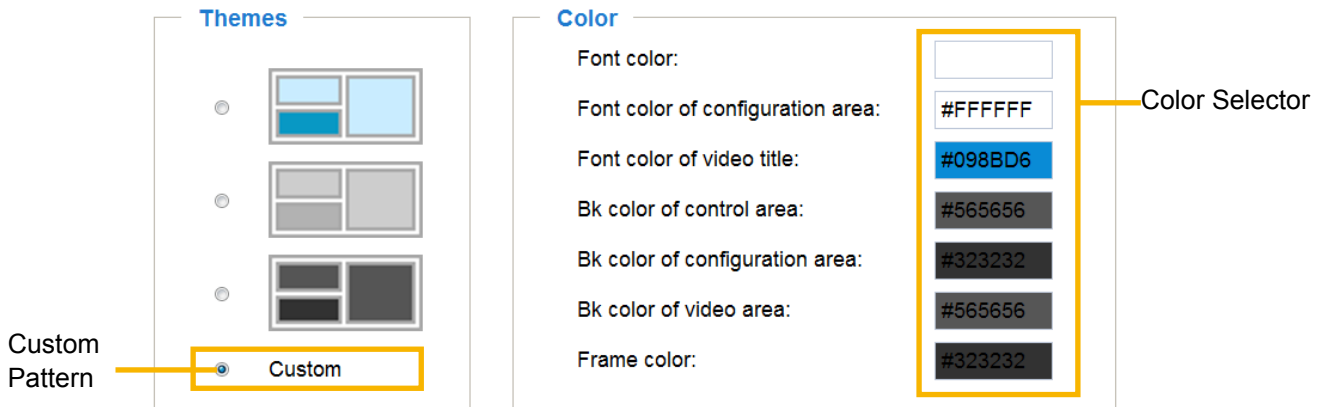 Themes
Custom
Custom
Pattern
Color
Font color:
Font color of configuration area: #FFFFFF
Font color of video title: #098BD6
Bk color of control area: #565656
Bk color of configuration area: #323232
Bk color of video area: #565656
Frame color: #323232
Color Selector